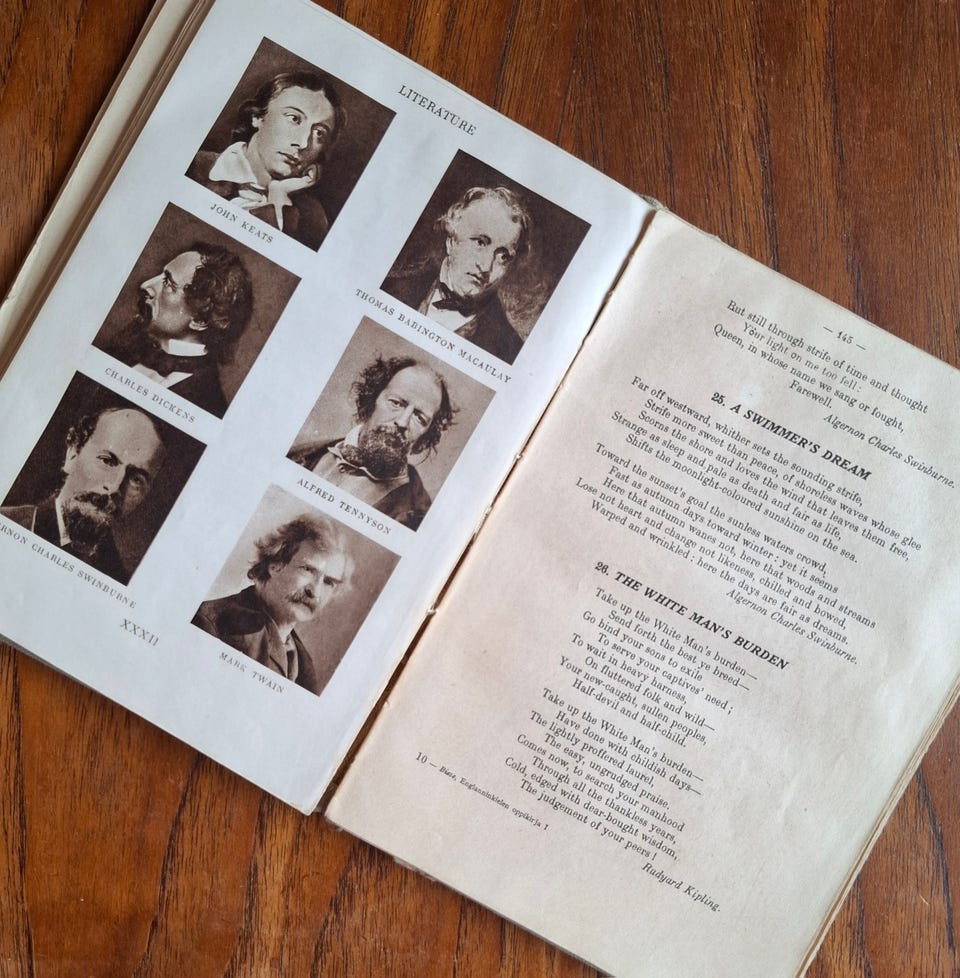 LITERATURE
JOHN KEATS
THOMAS BABINGTON MACAULAY
CHARLES DICKENS
ALFRED TENNYSON
ERNON CHARLES SWINBURNE
MARK TWAIN
XXXII
— 145 —
But still through strife of time and thought
Your light on me too fell:
Queen, in whose name we sang or fought,
Farewell.
Algernon Charles Swinburne.
25. A SWIMMER'S DREAM
Far off westward, whither sets the sounding strife,
Strife more sweet than peace, of shoreless waves whose glee
Scorns the shore and loves the wind that leaves them free,
Strange as sleep and pale as death and fair as life,
Shifts the moonlight-coloured sunshine on the sea.
Toward the sunset's goal the sunless waters crowd,
Fast as autumn days toward winter: yet it seems
Here that autumn wanes not, here that woods and streams
Lose not heart and change not likeness, chilled and bowed,
Warped and wrinkled: here the days are fair as dreams.
Algernon Charles Swinburne.
26. THE WHITE MAN'S BURDEN
Take up the White Man's burden—
Send forth the best ye breed—
Go bind your sons to exile
To serve your captives' need;
To wait in heavy harness,
On fluttered folk and wild—
Your new-caught, sullen peoples,
Half-devil and half-child.
Take up the White Man's burden—
Have done with childish days—
The lightly proffered laurel,
The easy, ungrudged praise.
Comes now, to search your manhood
Through all the thankless years,
Cold, edged with dear-bought wisdom,
The judgement of your peers!
Rudyard Kipling.
10 — Englanninkielen oppikirja I